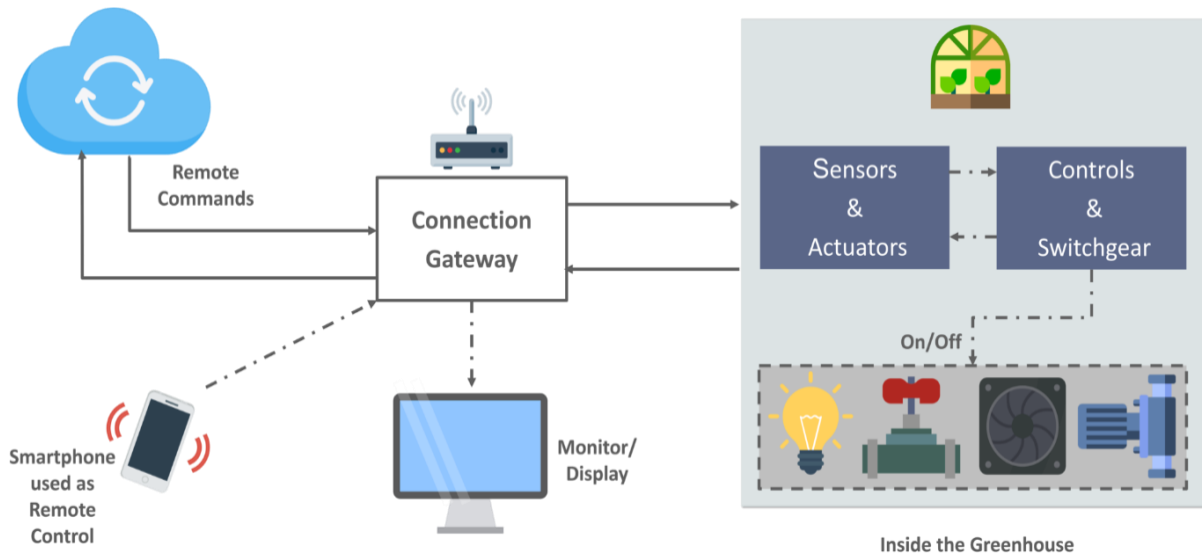 Remote
Commands
Connection
Gateway
Sensors
&
Actuators
Controls
&
Switchgear
On/Off
Smartphone
used as
Remote
Control
Monitor/
Display
Inside the Greenhouse